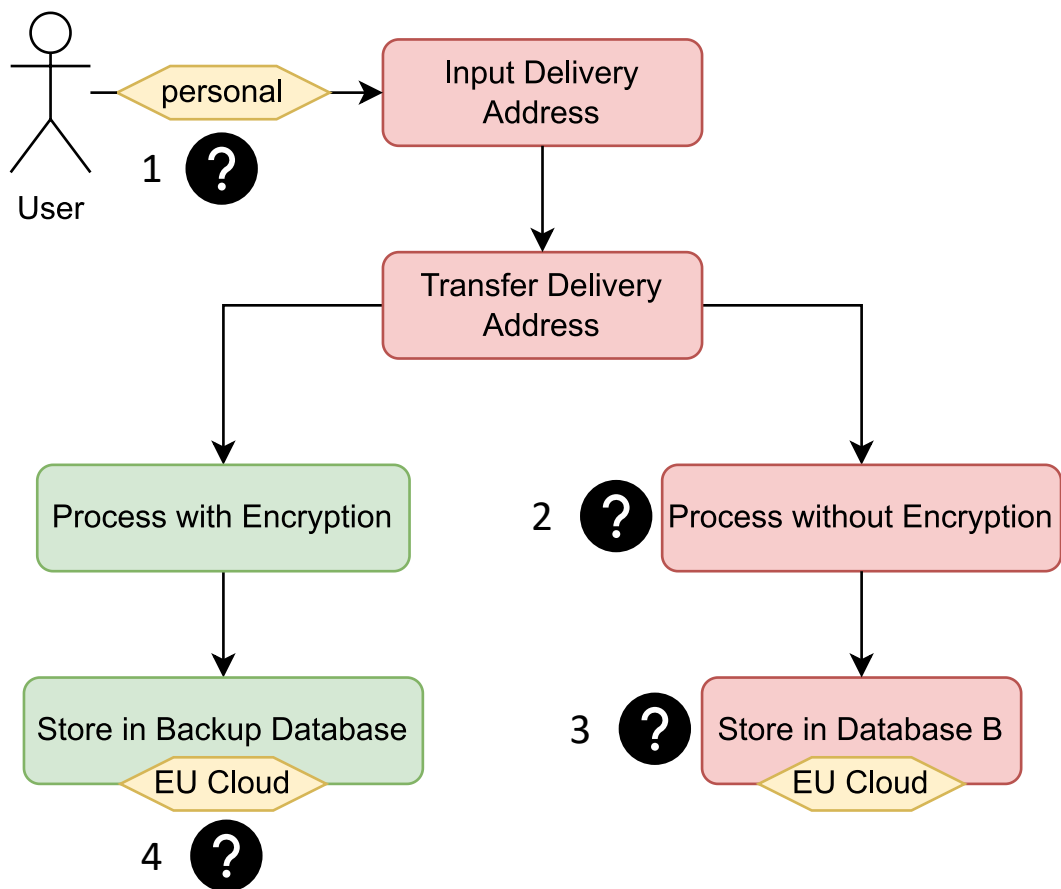 personal
Input Delivery
Address
1 ?
User
Transfer Delivery
Address
Process with Encryption
2 ? Process without Encryption
Store in Backup Database
EU Cloud
3 ? Store in Database B
EU Cloud
4 ?